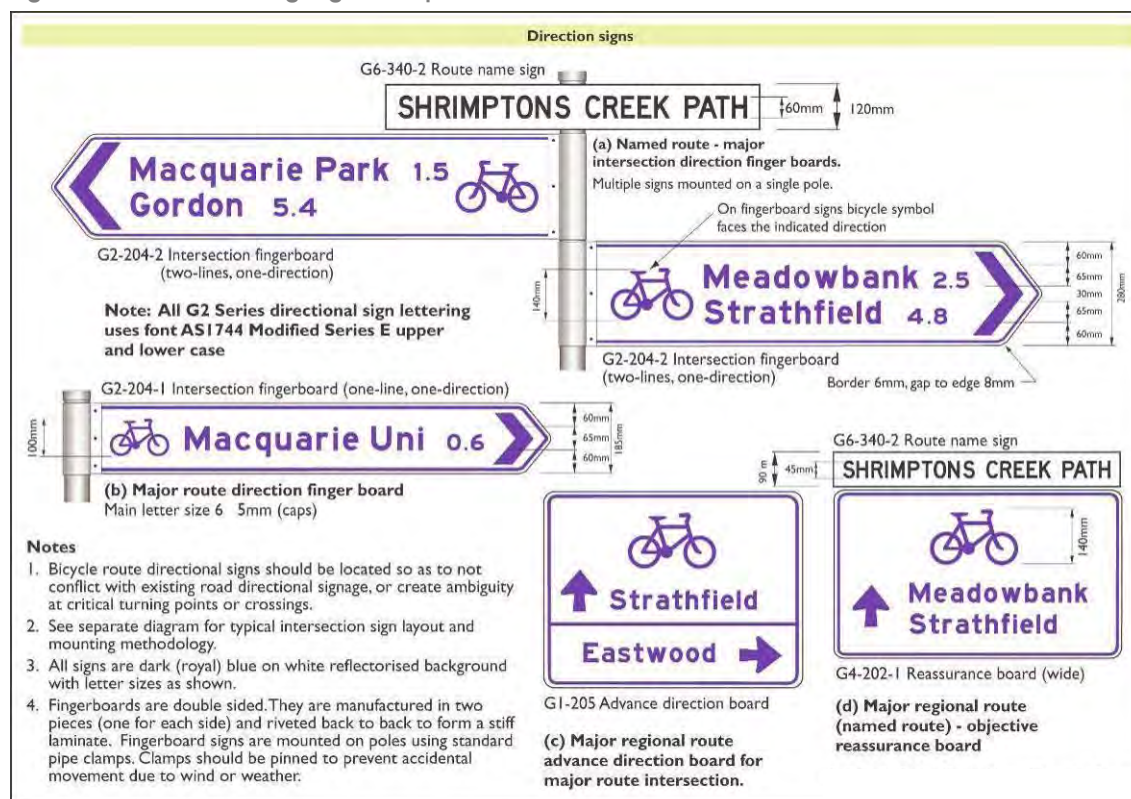 Direction signs
G6-340-2 Route name sign
SHRIMPTONS CREEK PATH
60mm
120mm
(a) Named route - major
intersection direction finger boards.
Multiple signs mounted on a single pole.
Macquarie Park 1.5
Gordon 5.4
G2-204-2 Intersection fingerboard
(two-lines, one-direction)
On fingerboard signs bicycle symbol
faces the indicated direction
Meadowbank 2.5
Strathfield 4.8
140mm
60mm
65mm
30mm
65mm
60mm
280mm
G2-204-2 Intersection fingerboard
(two-lines, one-direction)
Border 6mm, gap to edge 8mm
Note: All G2 Series directional sign lettering
uses font AS1744 Modified Series E upper
and lower case
G2-204-1 Intersection fingerboard (one-line, one-direction)
100mm
Macquarie Uni 0.6
60mm
65mm
60mm
185mm
(b) Major route direction finger board
Main letter size 6 5mm (caps)
Notes
1. Bicycle route directional signs should be located so as to not
conflict with existing road directional signage, or create ambiguity
at critical turning points or crossings.
2. See separate diagram for typical intersection sign layout and
mounting methodology.
3. All signs are dark (royal) blue on white reflectorised background
with letter sizes as shown.
4. Fingerboards are double sided. They are manufactured in two
pieces (one for each side) and riveted back to back to form a stiff
laminate. Fingerboard signs are mounted on poles using standard
pipe clamps. Clamps should be pinned to prevent accidental
movement due to wind or weather.
Strathfield
Eastwood
G1-205 Advance direction board
(c) Major regional route
advance direction board for
major route intersection.
G6-340-2 Route name sign
90 m
45mm
SHRIMPTONS CREEK PATH
140mm
Meadowbank
Strathfield
G4-202-1 Reassurance board (wide)
(d) Major regional route
(named route) - objective
reassurance board